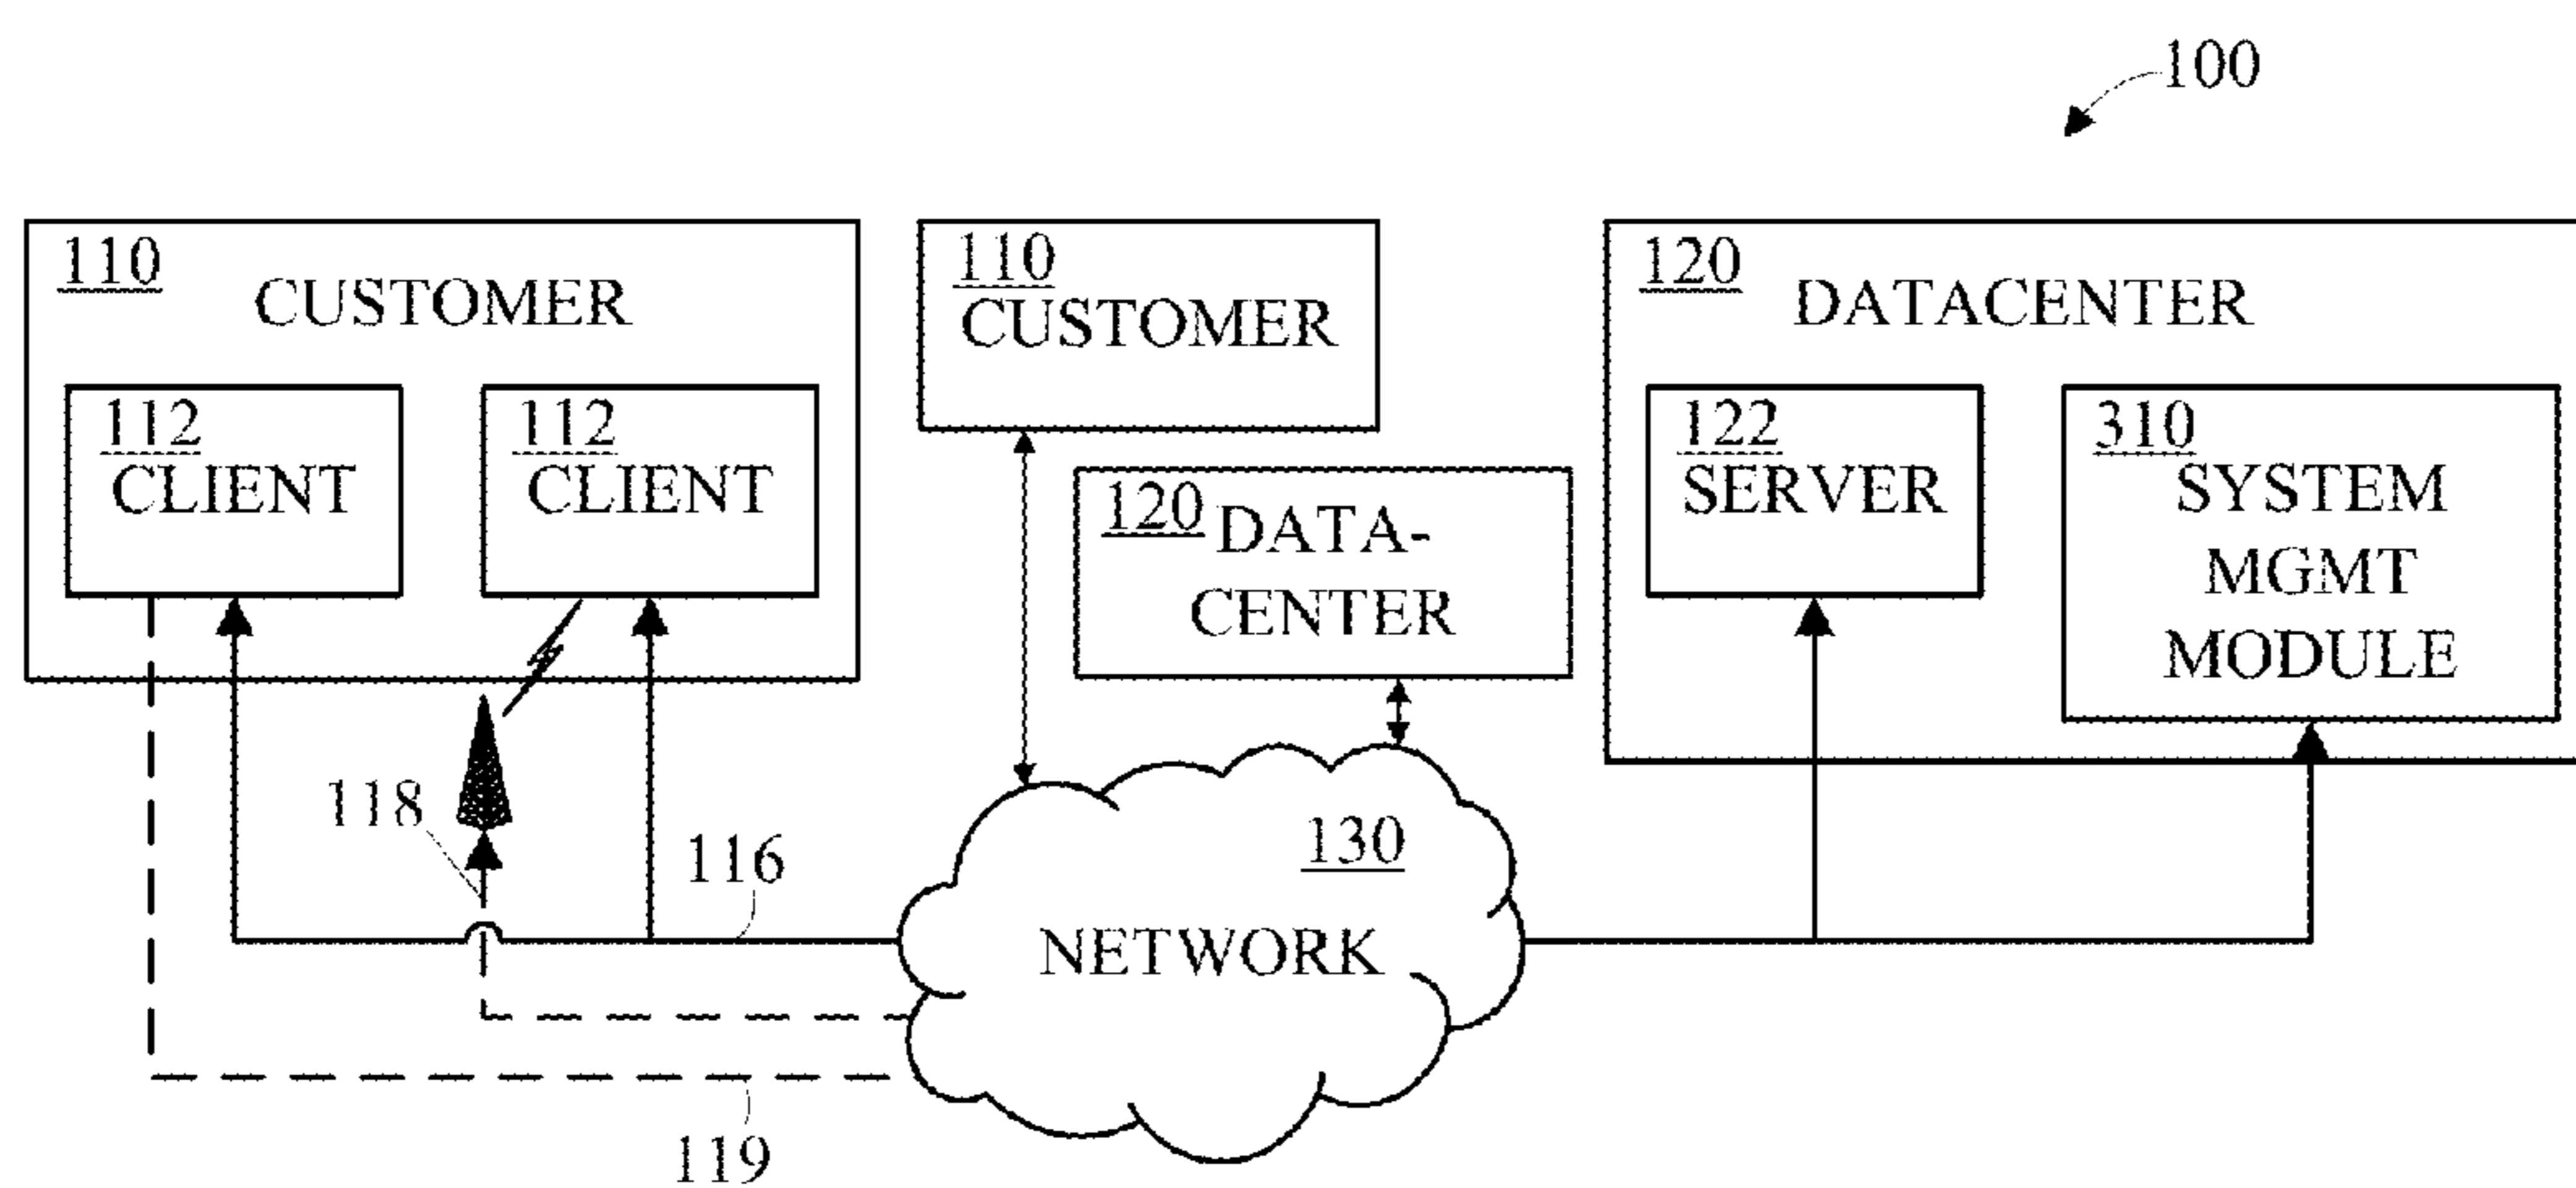 100
110
CUSTOMER
112
CLIENT
112
CLIENT
110
CUSTOMER
120
DATA-
CENTER
120
DATACENTER
122
SERVER
310
SYSTEM
MGMT
MODULE
118
116
130
NETWORK
119